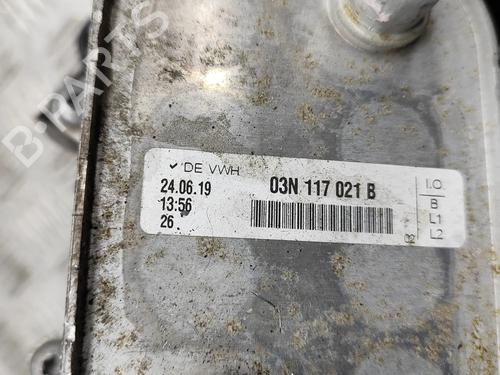 B-PARTS
✓ DE VWH
24.06.19
13:56
26.
03N 117 021 B
I.O.
B
L1
L2